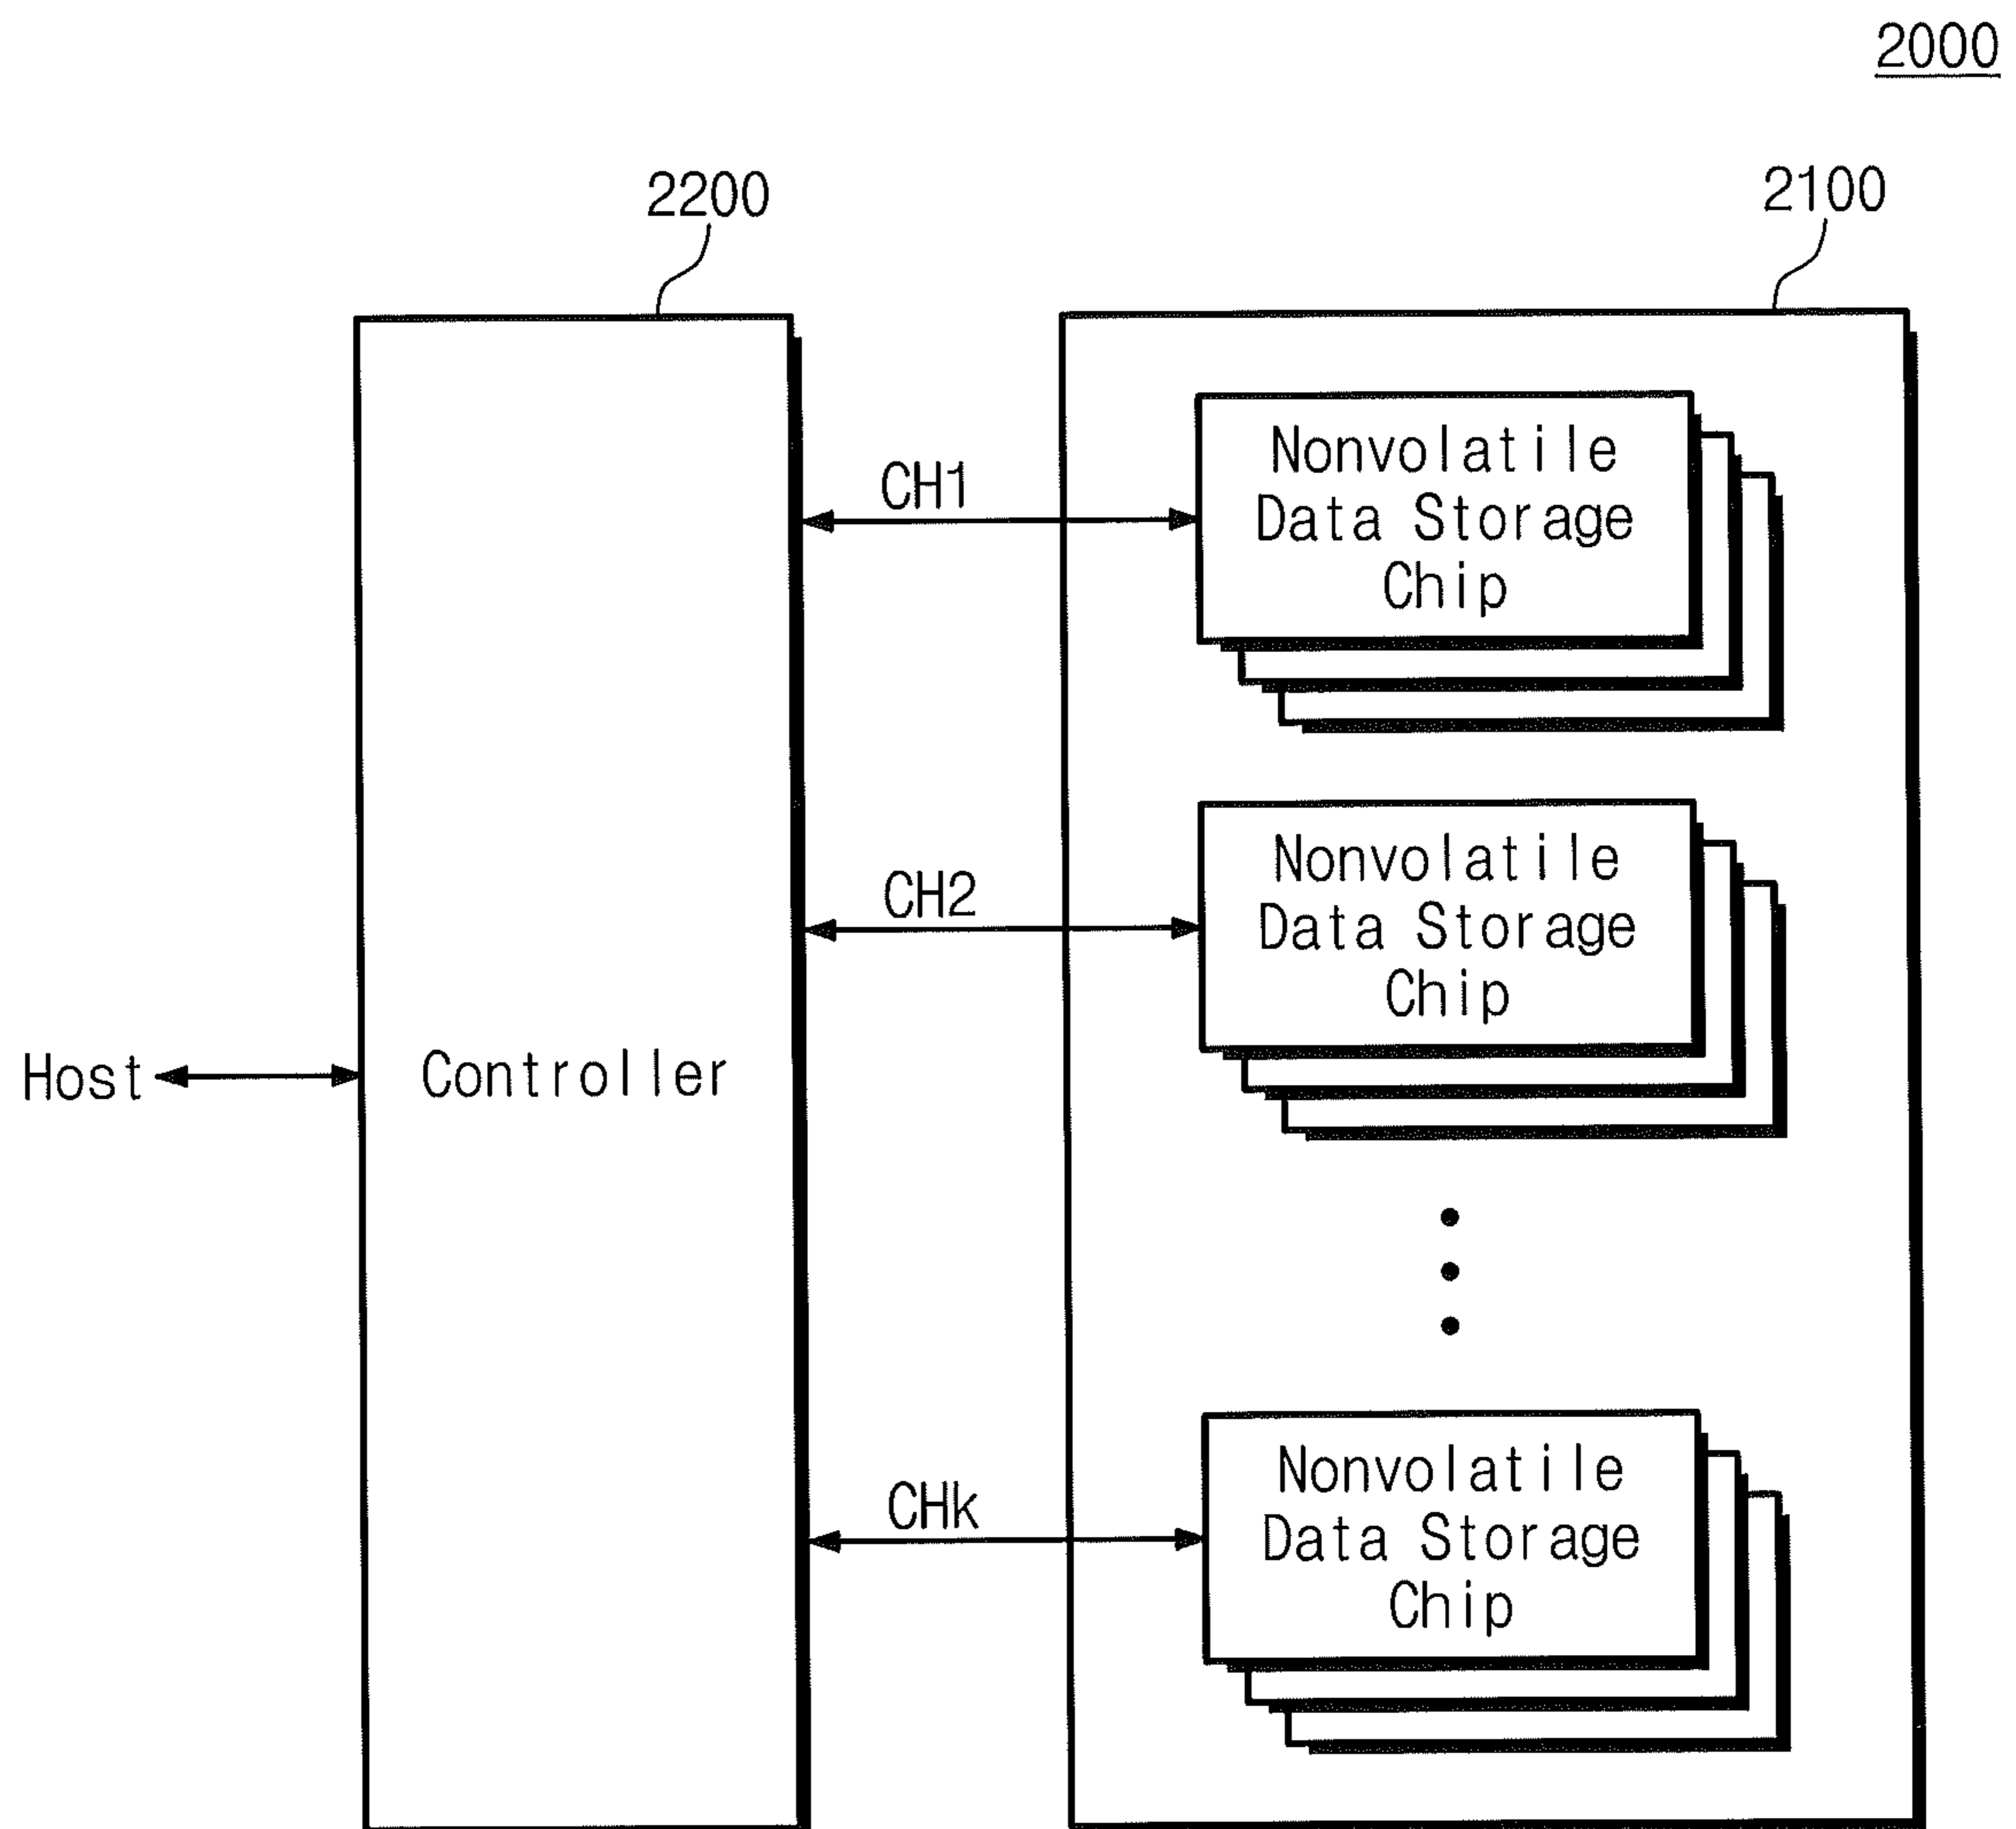 2000
2200
2100
Nonvolatile
Data Storage
Chip
CH1
Nonvolatile
Data Storage
Chip
CH2
Host
Controller
Nonvolatile
Data Storage
Chip
CHk